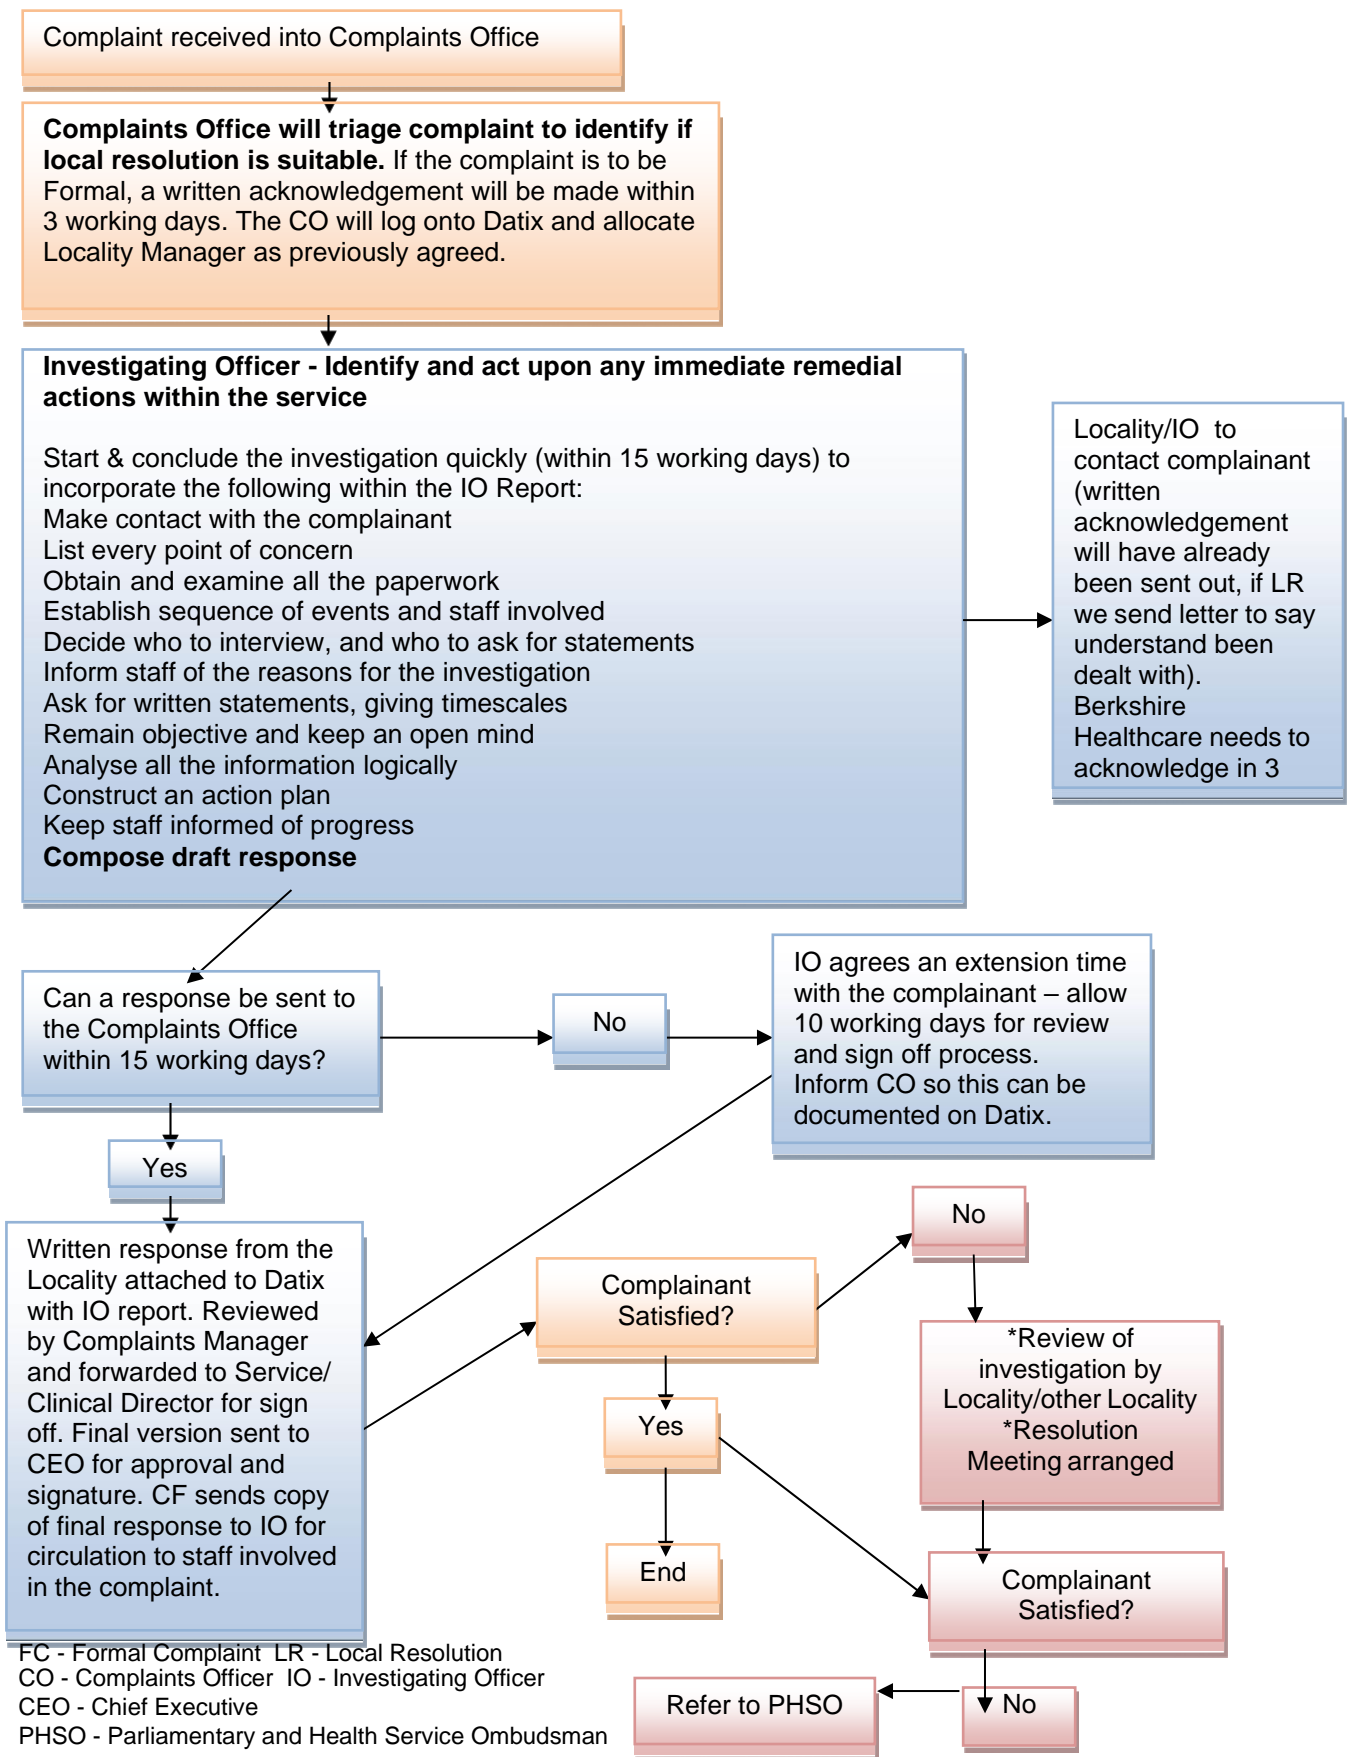 Complaint received into Complaints Office
Complaints Office will triage complaint to identify if
local resolution is suitable. If the complaint is to be
Formal, a written acknowledgement will be made within
3 working days. The CO will log onto Datix and allocate
Locality Manager as previously agreed.
Investigating Officer - Identify and act upon any immediate remedial
actions within the service
Start & conclude the investigation quickly (within 15 working days) to
incorporate the following within the IO Report:
Make contact with the complainant
List every point of concern
Obtain and examine all the paperwork
Establish sequence of events and staff involved
Decide who to interview, and who to ask for statements
Inform staff of the reasons for the investigation
Ask for written statements, giving timescales
Remain objective and keep an open mind
Analyse all the information logically
Construct an action plan
Keep staff informed of progress
Compose draft response
Locality/IO to
contact complainant
(written
acknowledgement
will have already
been sent out, if LR
we send letter to say
understand been
dealt with).
Berkshire
Healthcare needs to
acknowledge in 3
Can a response be sent to
the Complaints Office
within 15 working days?
No
IO agrees an extension time
with the complainant – allow
10 working days for review
and sign off process.
Inform CO so this can be
documented on Datix.
Yes
Written response from the
Locality attached to Datix
with IO report. Reviewed
by Complaints Manager
and forwarded to Service/
Clinical Director for sign
off. Final version sent to
CEO for approval and
signature. CF sends copy
of final response to IO for
circulation to staff involved
in the complaint.
Complainant
Satisfied?
No
Yes
End
*Review of
investigation by
Locality/other Locality
*Resolution
Meeting arranged
Complainant
Satisfied?
No
Refer to PHSO
FC - Formal Complaint LR - Local Resolution
CO - Complaints Officer IO - Investigating Officer
CEO - Chief Executive
PHSO - Parliamentary and Health Service Ombudsman